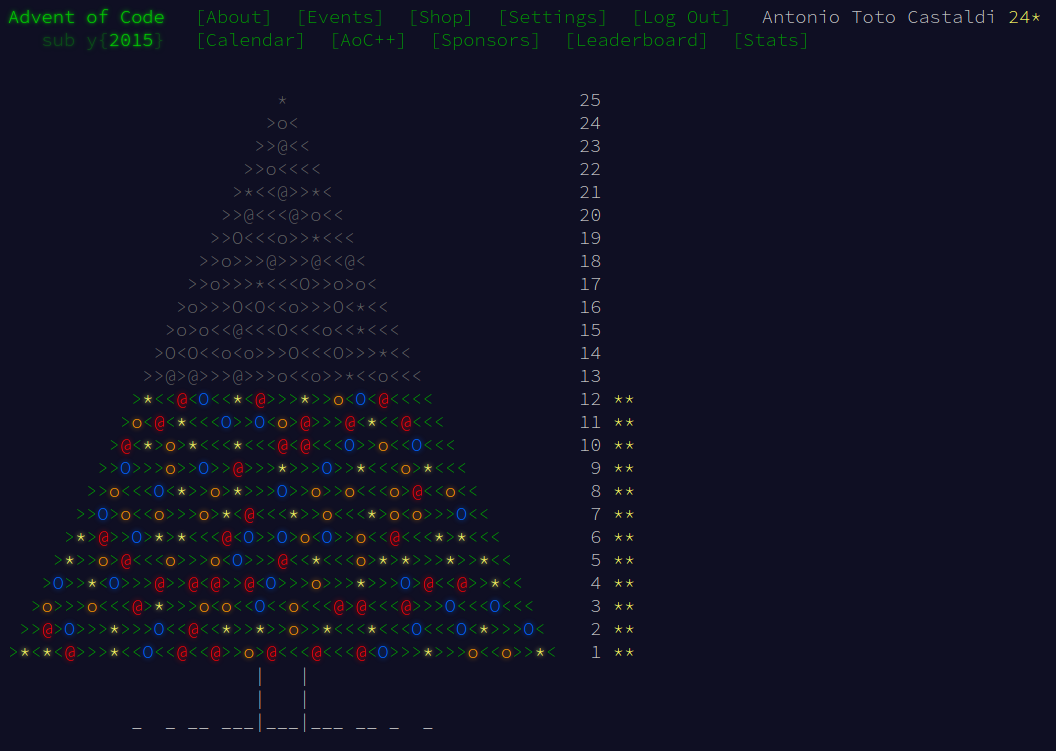 Advent of Code [About] [Events] [Shop] [Settings] [Log Out] Antonio Toto Castaldi 24*
sub y{2015} [Calendar] [AoC++] [Sponsors] [Leaderboard] [Stats]
* 25
>o< 24
>>@<< 23
>>o<<<< 22
>*<<@>>*< 21
>>@<<<@>o<< 20
>>O<<<o>>*<<< 19
>>o>>>@>>>@<<@< 18
>>o>>>*<<<O>>o>o< 17
>o>>>O<O<<o>>>O<*<< 16
>o>o<<@<<<O<<<o<<*<<< 15
>O<O<<o<o>>>O<<<O>>>*<< 14
>>@>@>>>@>>>o<<o>>*<<o<<< 13
>*<<@<O<<*<@>>>*>>o<O<@<<<< 12 **
>o<@<*<<<O>>O<o>@>>>@<*<<@<<< 11 **
>@<*>o>*<<<*<<<@<@<<<O>>o<<O<<< 10 **
>>O>>>o>>O>>@>>>*>>>O>>*<<<o<*<<< 9 **
>>o<<<O<*>>o>*>>>O>>o>>o<<<o<@<<o<< 8 **
>>O>o<<o>>>o>*<@<<<*>>o<<<*>o<o>>>O<< 7 **
>*>@>>O>*>*<<<@<O>>O>o<O<<o<<@<<<*>*<<< 6 **
>*>>o>@<<<o>>>o<O>>>@<<*<<<o>*>*>>>*>>*<< 5 **
>O>>*<O>>>@>>@<@>>@<O>>>o>>>*>>>O>@<<@>>*<< 4 **
>o>>>o<<<@>*>>>o<o<<O<<o<<<@<@<<<@>>>O<<<O<<< 3 **
>>@>O>>>*>>>O<<@<<*>>*>>o>>*<<<*<<<O<<<O<*>>>O< 2 **
>*<*<@>>>*<<O<<@<<@>>o>@<<<@<<<@<O>>>*>>>o<<o>>*< 1 **
| |
| |
_ _ __ ___|___|___ __ _ _